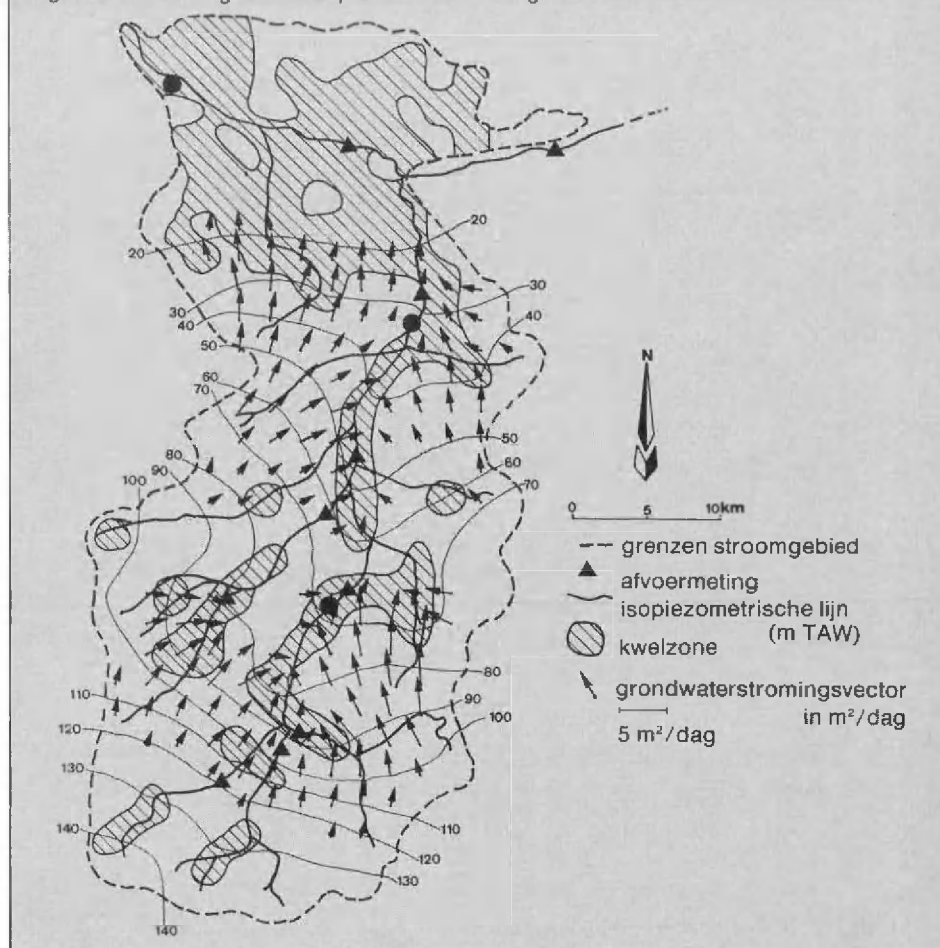 20
20
30
30
40
40
50
60
70
50
60
70
80
90
100
80
90
100
110
120
130
140
140
110
120
130
N
0 5 10km
grenzen stroomgebied
afvoermeting
isopiezometrische lijn
(m TAW)
kwelzone
grondwaterstromingsvector
in m²/dag
5 m²/dag